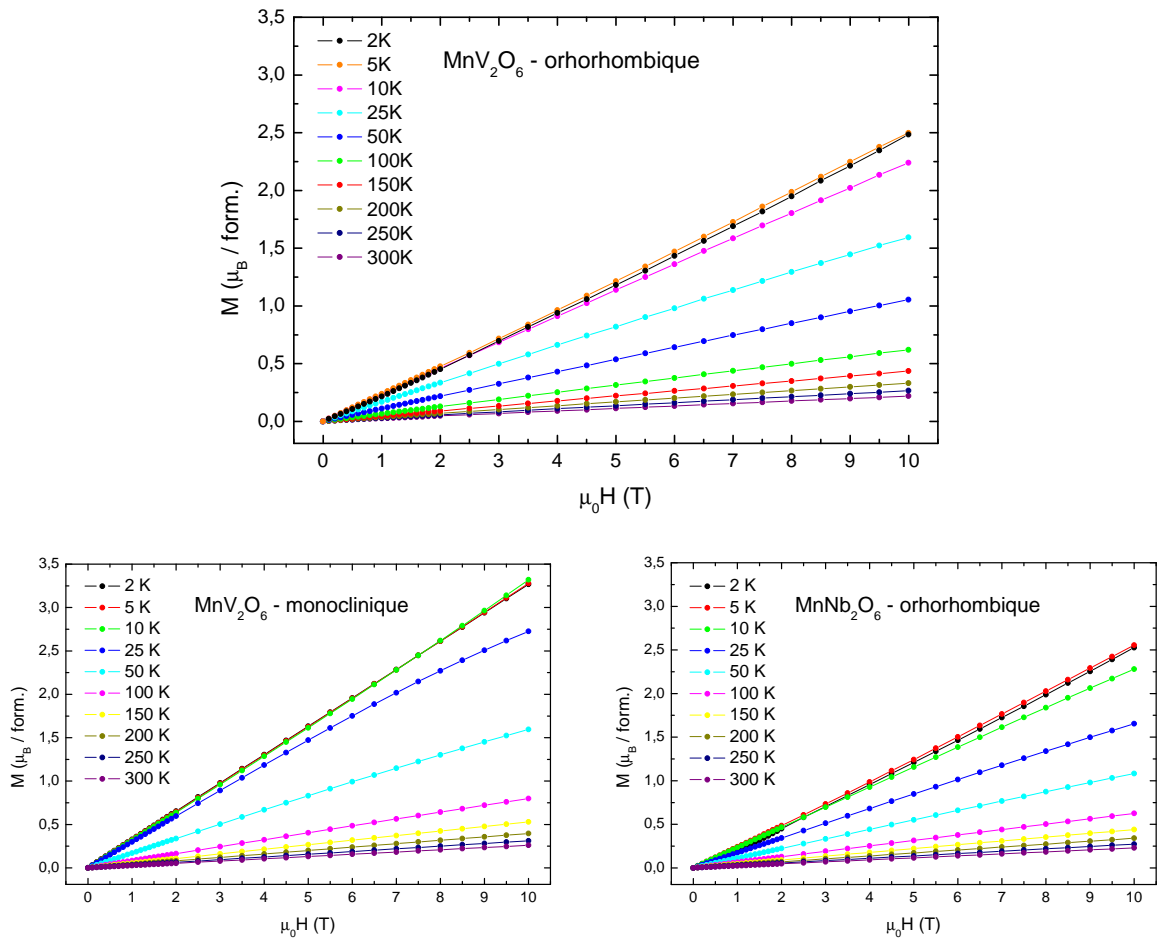 MnV2O6 - orhorhombique
2K
5K
10K
25K
50K
100K
150K
200K
250K
300K
3,5
3,0
2,5
2,0
1,5
1,0
0,5
0,0
M (μB / form.)
0 1 2 3 4 5 6 7 8 9 10
μ0H (T)
MnV2O6 - monoclinique
2 K
5 K
10 K
25 K
50 K
100 K
150 K
200 K
250 K
300 K
3,5
3,0
2,5
2,0
1,5
1,0
0,5
0,0
M (μB / form.)
0 1 2 3 4 5 6 7 8 9 10
μ0H (T)
MnNb2O6 - orhorhombique
2 K
5 K
10 K
25 K
50 K
100 K
150 K
200 K
250 K
300 K
3,5
3,0
2,5
2,0
1,5
1,0
0,5
0,0
M (μB / form.)
0 1 2 3 4 5 6 7 8 9 10
μ0H (T)